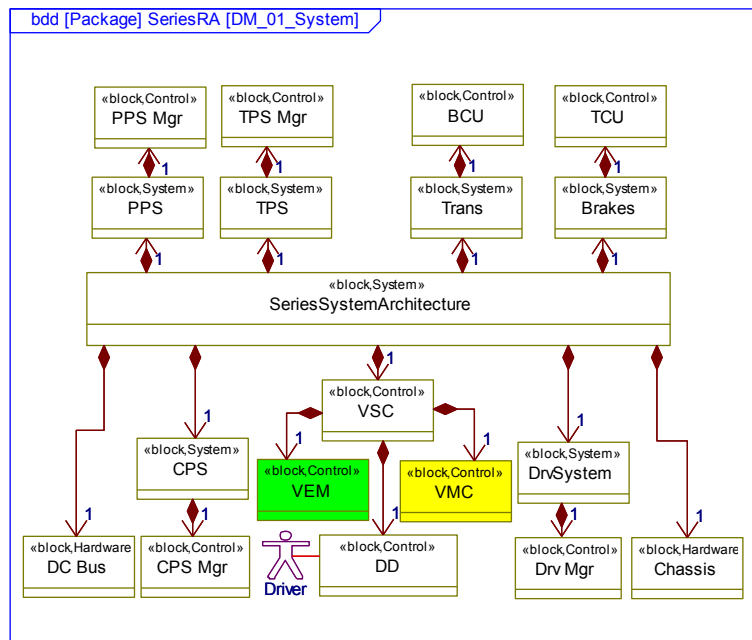 bdd [Package] SeriesRA [DM_01_System]
«block,Control»
PPS Mgr
«block,Control»
TPS Mgr
«block,Control»
BCU
«block,Control»
TCU
1
1
1
1
«block,System»
PPS
«block,System»
TPS
«block,System»
Trans
«block,System»
Brakes
1
1
1
1
«block,System»
SeriesSystemArchitecture
1
«block,Control»
VSC
1
1
1
1
«block,System»
CPS
«block,Control»
VEM
«block,Control»
VMC
«block,System»
DrvSystem
1
1
1
1
1
«block,Hardware
DC Bus
«block,Control»
CPS Mgr
Driver
«block,Control»
DD
«block,Control»
Drv Mgr
«block,Hardware
Chassis